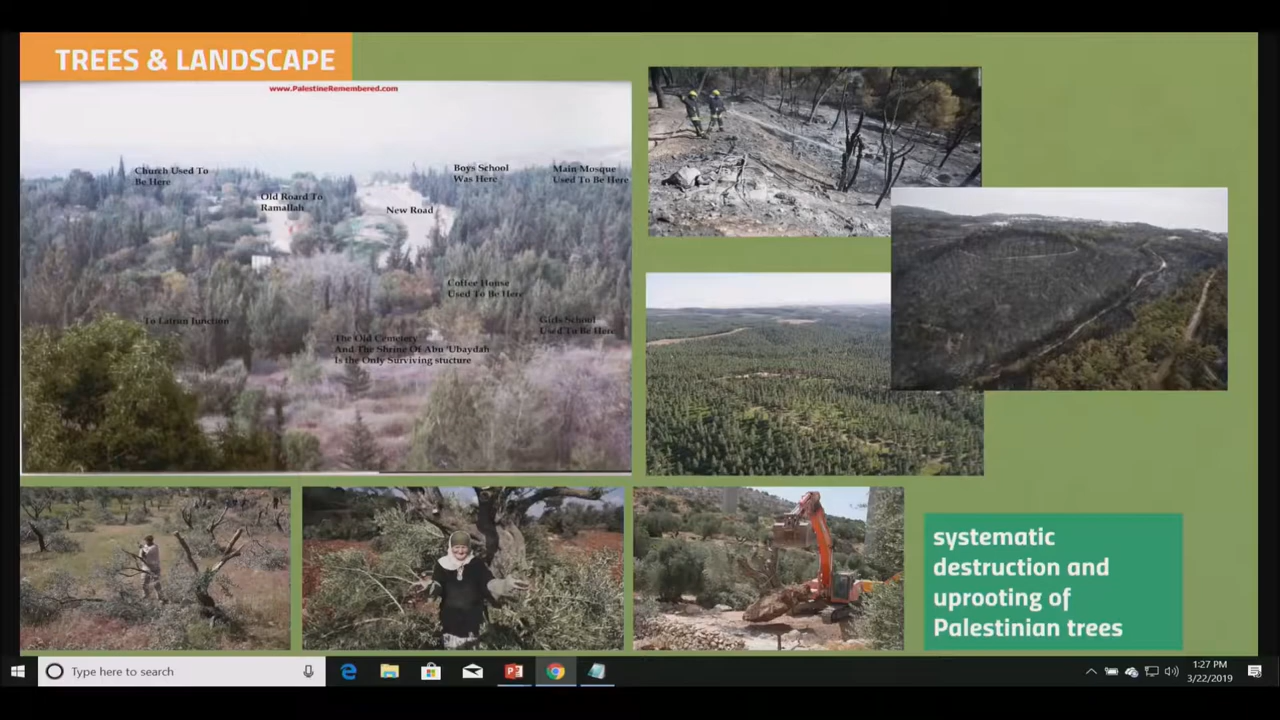 TREES & LANDSCAPE
www.PalestineRemembered.com
Church Used To
Be Here
Old Roard To
Ramallah
New Road
Boys School
Was Here
Main Mosque
Used To Be Here
Coffee House
Used To Be Here
To Latrun Junction
Girls School
Used To Be Here
The Old Cemetery
And The Shrine Of Abu 'Ubaydah
Is the Only Surviving stucture
systematic
destruction and
uprooting of
Palestinian trees
Type here to search
1:27 PM
3/22/2019